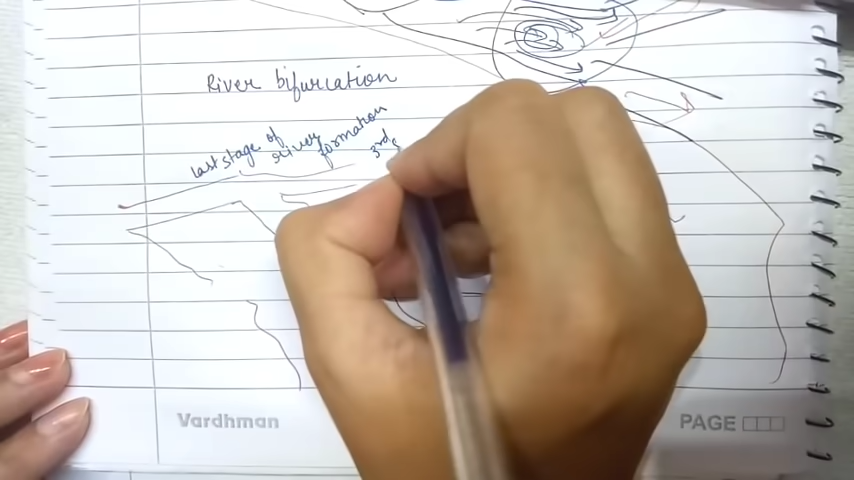 River bifurcation
last stage of
river formation
3rd s
Vardhman
PAGE